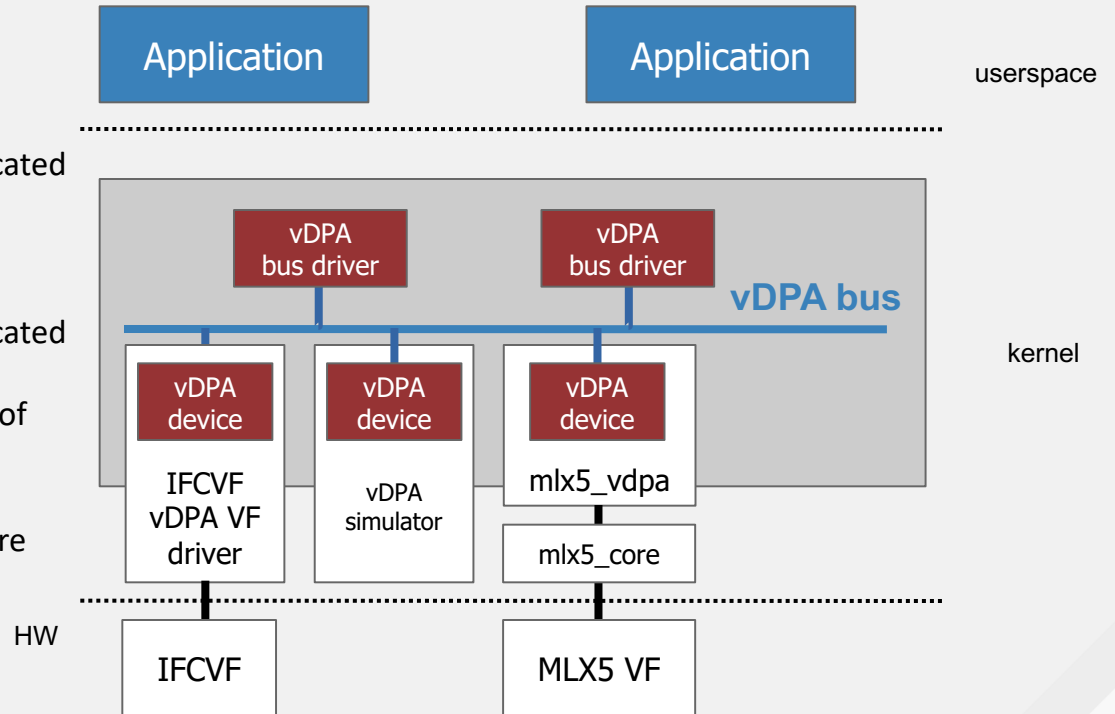 Application
Application
userspace
cated
vDPA
bus driver
vDPA
bus driver
vDPA bus
cated
kernel
vDPA
device
vDPA
device
vDPA
device
of
IFCVF
vDPA VF
driver
vDPA
simulator
mlx5_vdpa
re
mlx5_core
HW
IFCVF
MLX5 VF